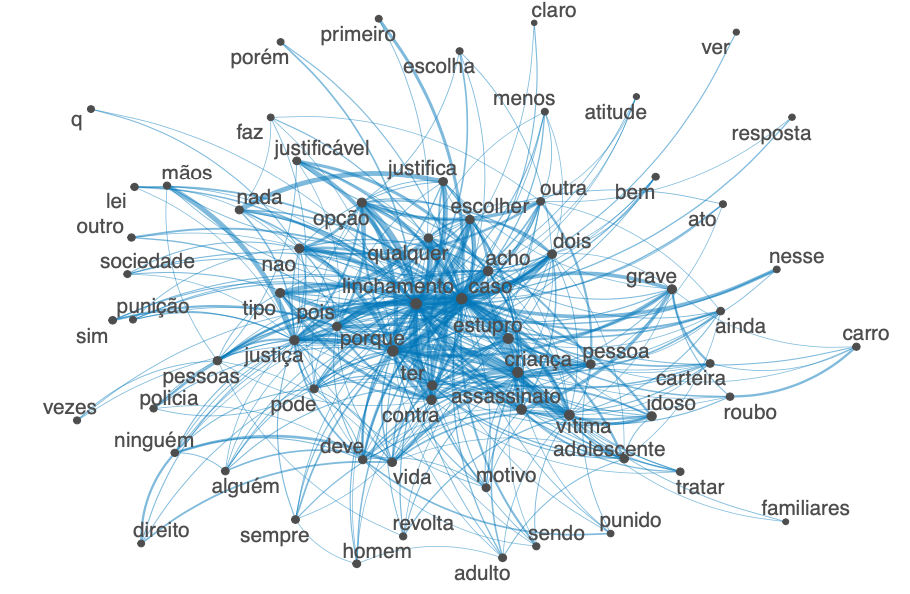 claro
primeiro
ver
porém
escolha
menos
atitude
q
faz
resposta
justificável
justifica
mãos
lei
nada
outra
bem
opção
escolher
ato
outro
qualquer
dois
sociedade
nao
acho
nesse
linchamento
caso
grave
punição
tipo
pois
sim
estupro
ainda
porque
carro
justiça
criança
pessoa
pessoas
ter
carteira
policia
pode
assassinato
idoso
vezes
contra
roubo
vítima
ninguém
deve
adolescente
alguém
vida
motivo
tratar
familiares
direito
sempre
revolta
punido
sendo
homem
adulto